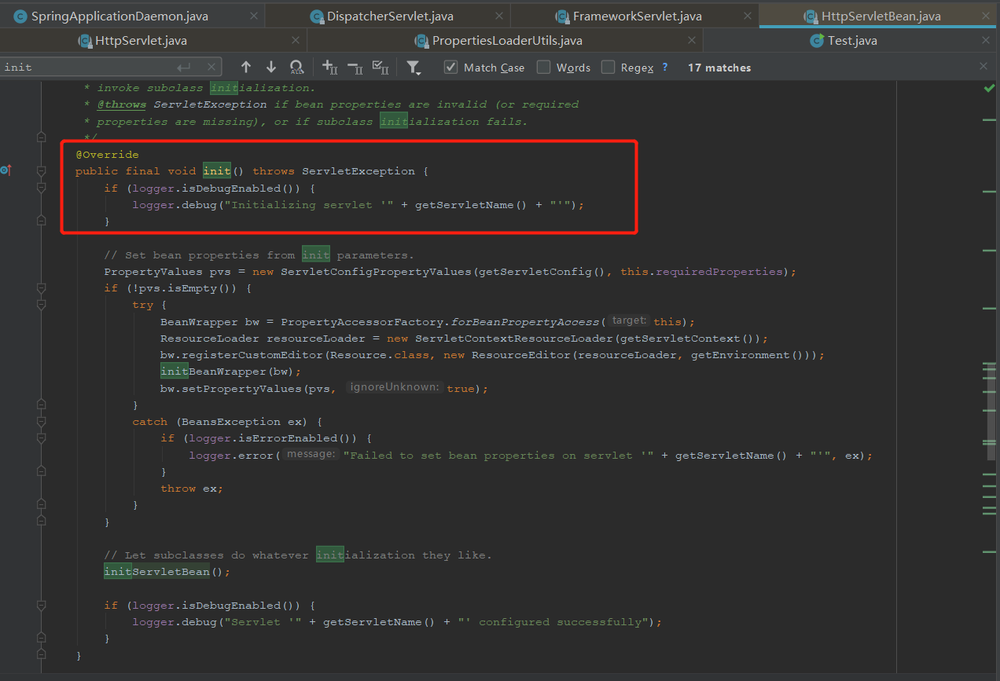 SpringApplicationDaemon.java
DispatcherServlet.java
FrameworkServlet.java
HttpServletBean.java
HttpServlet.java
PropertiesLoaderUtils.java
Test.java
init
Match Case
Words
Regex
?
17 matches
* invoke subclass initialization.
* @throws ServletException if bean properties are invalid (or required
* properties are missing), or if subclass initialization fails.
*/
@Override
public final void init() throws ServletException {
if (logger.isDebugEnabled()) {
logger.debug("Initializing servlet '" + getServletName() + "'");
}
// Set bean properties from init parameters.
PropertyValues pvs = new ServletConfigPropertyValues(getServletConfig(), this.requiredProperties);
if (!pvs.isEmpty()) {
try {
BeanWrapper bw = PropertyAccessorFactory.forBeanPropertyAccess( target: this);
ResourceLoader resourceLoader = new ServletContextResourceLoader(getServletContext());
bw.registerCustomEditor(Resource.class, new ResourceEditor(resourceLoader, getEnvironment()));
initBeanWrapper(bw);
bw.setPropertyValues(pvs, ignoreUnknown: true);
}
catch (BeansException ex) {
if (logger.isErrorEnabled()) {
logger.error( message: "Failed to set bean properties on servlet '" + getServletName() + "'", ex);
}
throw ex;
}
}
// Let subclasses do whatever initialization they like.
initServletBean();
if (logger.isDebugEnabled()) {
logger.debug("Servlet '" + getServletName() + "' configured successfully");
}
}